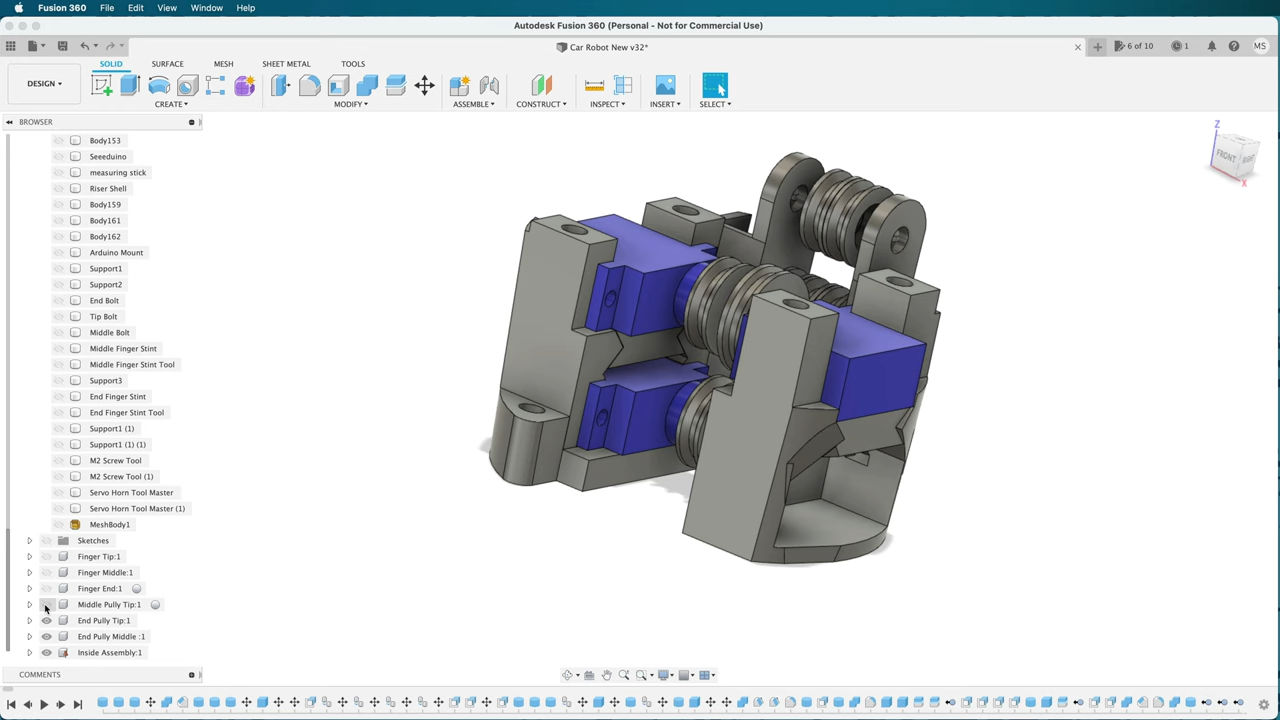 Fusion 360 File Edit View Window Help
Autodesk Fusion 360 (Personal - Not for Commercial Use)
Car Robot New v32*
6 of 10
1
MS
DESIGN
SOLID
SURFACE
MESH
SHEET METAL
TOOLS
CREATE
MODIFY
ASSEMBLE
CONSTRUCT
INSPECT
INSERT
SELECT
BROWSER
Body153
Seeeduino
measuring stick
Riser Shell
Body159
Body161
Body162
Arduino Mount
Support1
Support2
End Bolt
Tip Bolt
Middle Bolt
Middle Finger Stint
Middle Finger Stint Tool
Support3
End Finger Stint
End Finger Stint Tool
Support1 (1)
Support1 (1) (1)
M2 Screw Tool
M2 Screw Tool (1)
Servo Horn Tool Master
Servo Horn Tool Master (1)
MeshBody1
Sketches
Finger Tip:1
Finger Middle:1
Finger End:1
Middle Pully Tip:1
End Pully Tip:1
End Pully Middle :1
Inside Assembly:1
COMMENTS
Z
FRONT
RIGHT
X